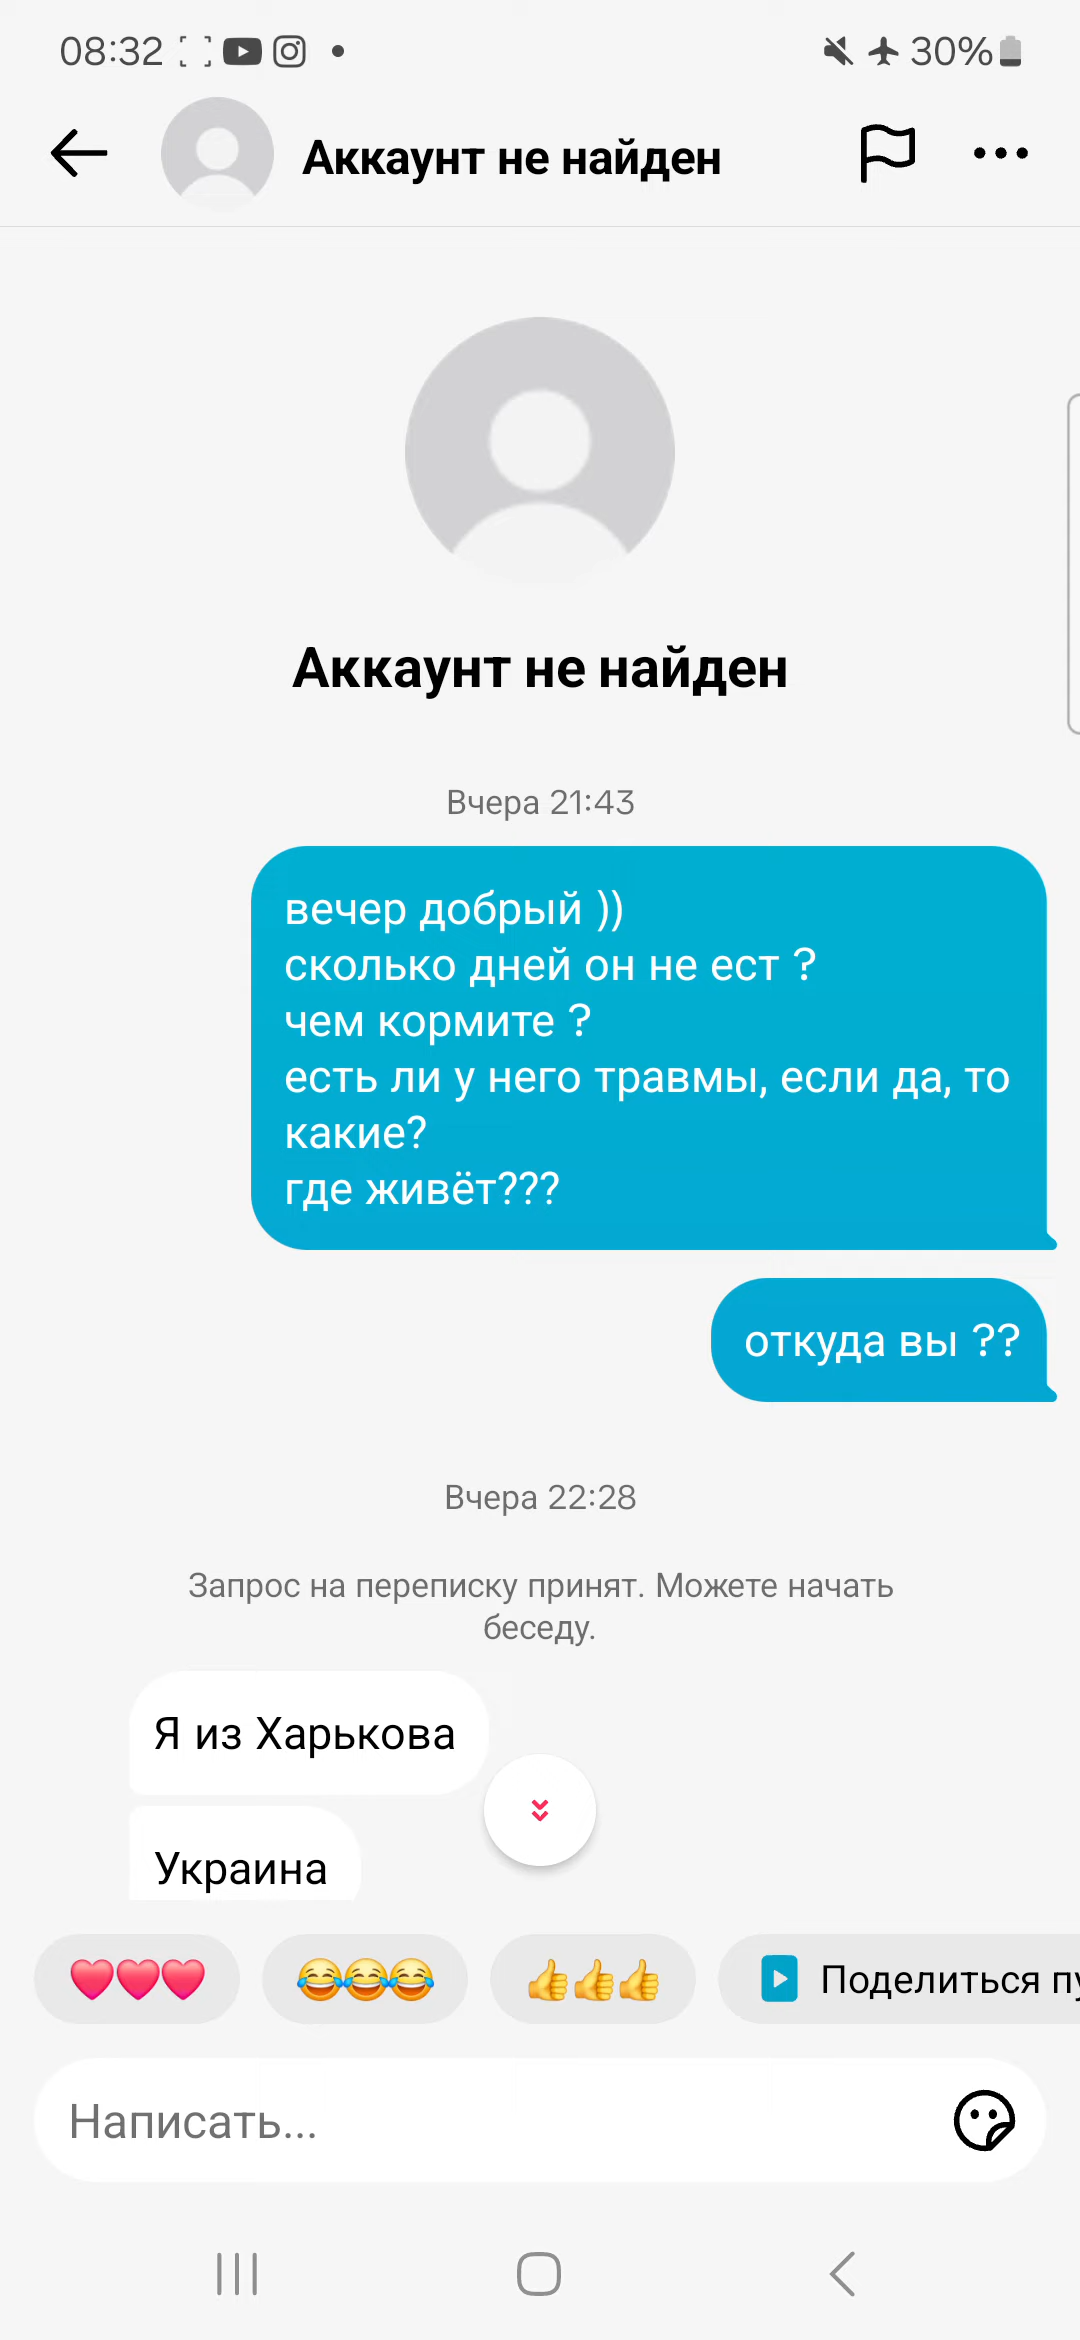 08:32
30%
Аккаунт не найден
Аккаунт не найден
Вчера 21:43
вечер добрый ))
сколько дней он не ест ?
чем кормите ?
есть ли у него травмы, если да, то
какие?
где живёт???
откуда вы ??
Вчера 22:28
Запрос на переписку принят. Можете начать
беседу.
Я из Харькова
Украина
Поделиться
Написать...